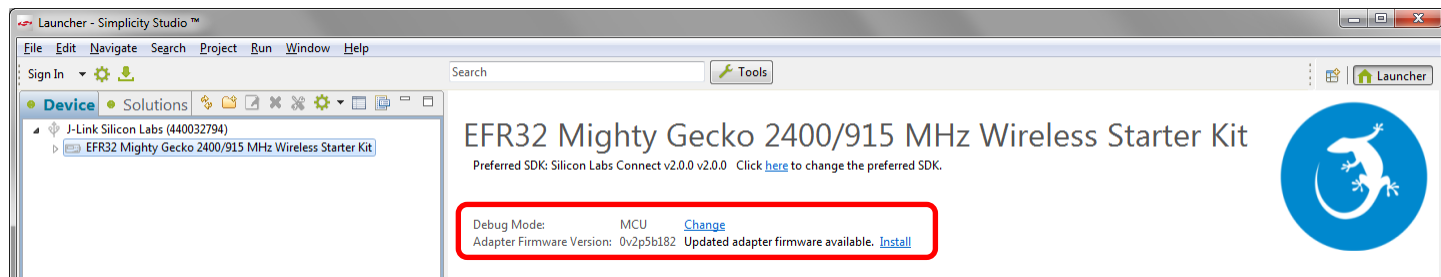 Launcher - Simplicity Studio ™
File Edit Navigate Search Project Run Window Help
Sign In Search Tools Launcher
Device Solutions
J-Link Silicon Labs (440032794)
EFR32 Mighty Gecko 2400/915 MHz Wireless Starter Kit
EFR32 Mighty Gecko 2400/915 MHz Wireless Starter Kit
Preferred SDK: Silicon Labs Connect v2.0.0 v2.0.0 Click here to change the preferred SDK.
Debug Mode: MCU Change
Adapter Firmware Version: 0v2p5b182 Updated adapter firmware available. Install